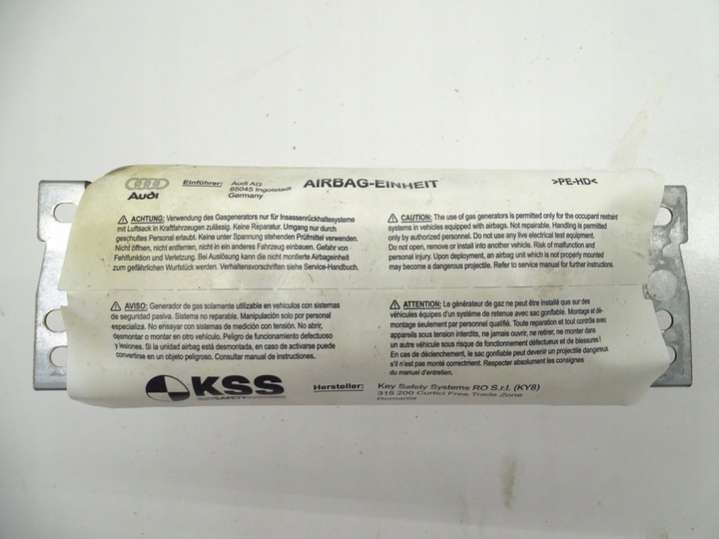 Audi
Einführer: Audi AG
85045 Ingolstadt
Germany
AIRBAG-EINHEIT
>PE-HD<
⚠ ACHTUNG: Verwendung des Gasgenerators nur für Insassenrückhaltesysteme
mit Luftsack in Kraftfahrzeugen zulässig. Keine Reparatur. Umgang nur durch
geschultes Personal erlaubt. Keine unter Spannung stehenden Prüfmittel verwenden.
Nicht öffnen, nicht entfernen, nicht in ein anderes Fahrzeug einbauen. Gefahr von
Fehlfunktion und Verletzung. Bei Auslösung kann die nicht montierte Airbageinheit
zum gefährlichen Wurfstück werden. Verhaltensvorschriften siehe Service-Handbuch.
⚠ CAUTION: The use of gas generators is permitted only for the occupant restraint
systems in vehicles equipped with airbags. Not repairable. Handling is permitted
only by authorized personnel. Do not use any live electrical test equipment.
Do not open, remove or install into another vehicle. Risk of malfunction and
personal injury. Upon deployment, an airbag unit which is not properly mounted
may become a dangerous projectile. Refer to service manual for further instructions.
⚠ AVISO: Generador de gas solamente utilizable en vehículos con sistemas
de seguridad pasiva. Sistema no reparable. Manipulación solo por personal
especializa. No ensayar con sistemas de medición con tensión. No abrir,
desmontar o montar en otro vehículo. Peligro de funcionamiento defectuoso
y lesiones. Si la unidad airbag está desmontada, en caso de activarse puede
convertirse en un objeto peligroso. Consultar manual de instrucciones.
⚠ ATTENTION: Le générateur de gaz ne peut être installé que sur des
véhicules équipes d'un système de retenue avec sac gonflable. Montage et dé-
montage seulement par personnel qualifié. Toute reparation et tout contrôle avec
appareils sous tension interdits, ne jamais ouvrir, ne retirer, ne monter dans
un autre véhicule sous risque de fonctionnement défectueux et de blessures!
En cas de déclenchement, le sac gonflable peut devenir un projectile dangereux
s'il n'est pas monté correctement. Respecter absolument les consignes
du manuel d'entretien.
KSS
Hersteller: Key Safety Systems RO S.r.l. (KY8)
315 200 Curtici Free Trade Zone
Romania